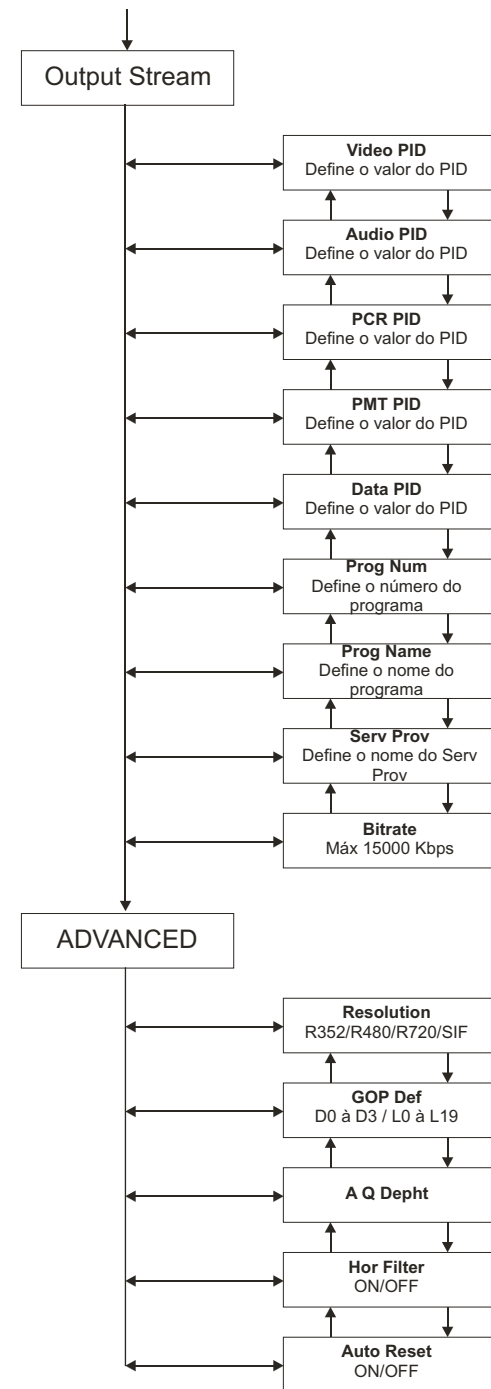 Output Stream
Video PID
Define o valor do PID
Audio PID
Define o valor do PID
PCR PID
Define o valor do PID
PMT PID
Define o valor do PID
Data PID
Define o valor do PID
Prog Num
Define o número do
programa
Prog Name
Define o nome do
programa
Serv Prov
Define o nome do Serv
Prov
Bitrate
Máx 15000 Kbps
ADVANCED
Resolution
R352/R480/R720/SIF
GOP Def
D0 à D3 / L0 à L19
A Q Depht
Hor Filter
ON/OFF
Auto Reset
ON/OFF